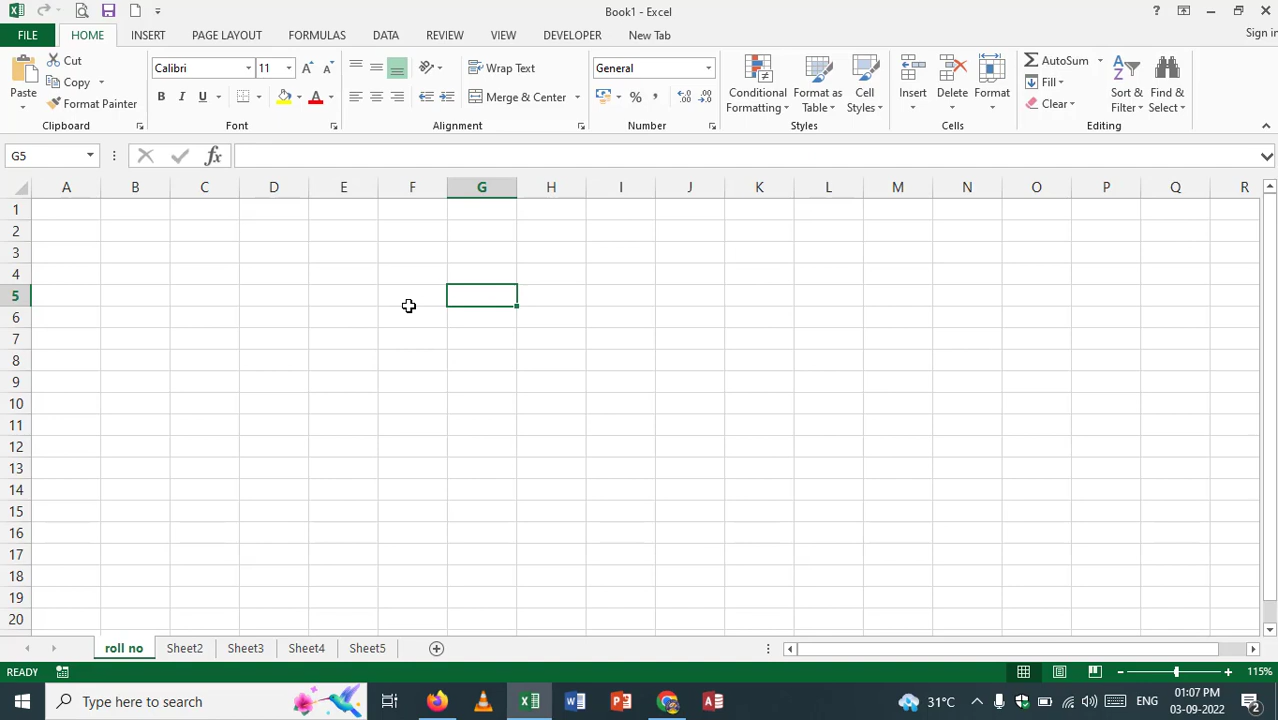 Book1 - Excel
?
FILE HOME INSERT PAGE LAYOUT FORMULAS DATA REVIEW VIEW DEVELOPER New Tab Sign in
Cut
Copy
Format Painter
Paste
Clipboard
Calibri 11
B I U
Font
Wrap Text
Merge & Center
Alignment
General
%
Number
Conditional Formatting
Format as Table
Cell Styles
Styles
Insert Delete Format
Cells
AutoSum
Fill
Clear
Sort & Filter
Find & Select
Editing
G5 fx
A B C D E F G H I J K L M N O P Q R
1
2
3
4
5
6
7
8
9
10
11
12
13
14
15
16
17
18
19
20
roll no Sheet2 Sheet3 Sheet4 Sheet5
READY 115%
Type here to search 31°C ENG 01:07 PM
03-09-2022 2